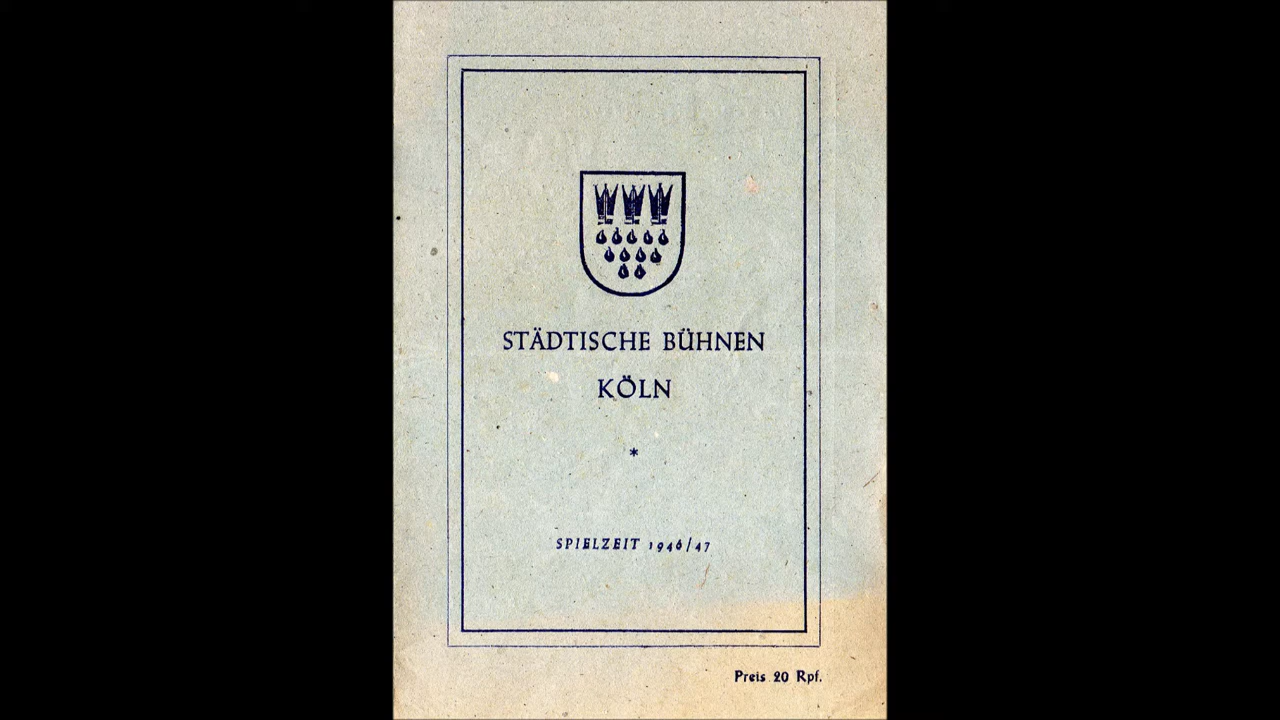 STÄDTISCHE BÜHNEN
KÖLN
*
SPIELZEIT 1946/47
Preis 20 Rpf.